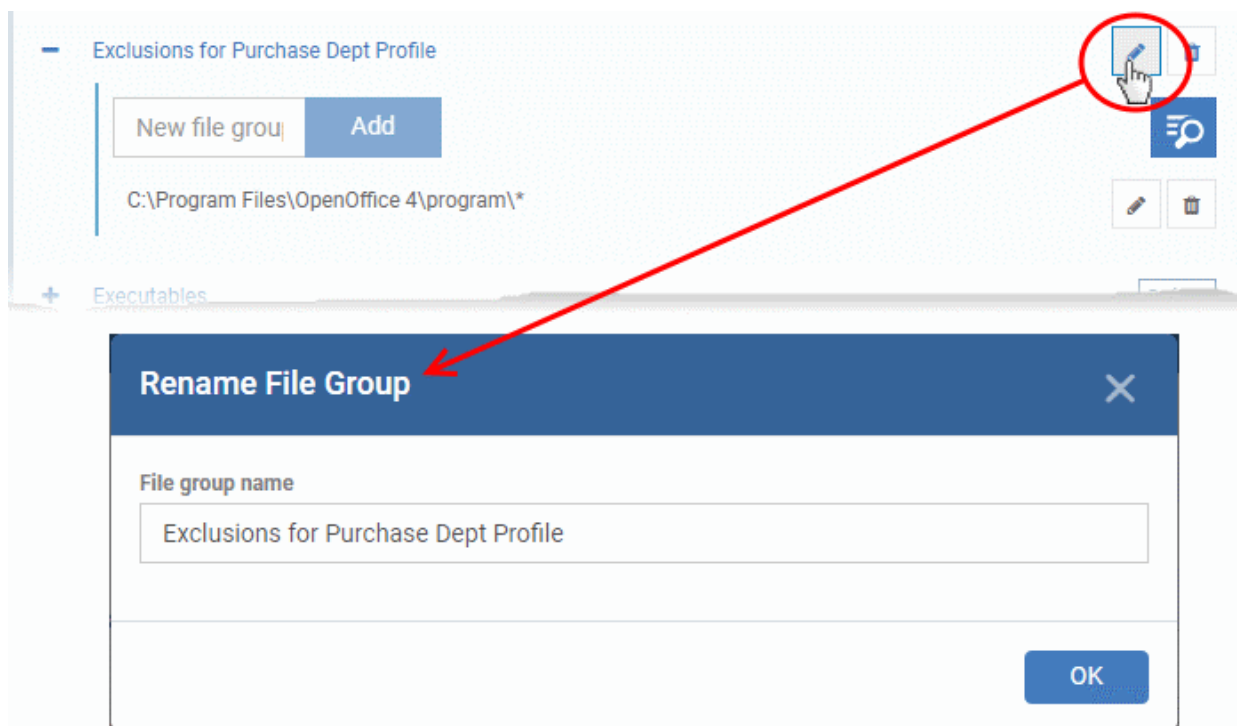 Exclusions for Purchase Dept Profile
New file grou
Add
C:\Program Files\OpenOffice 4\program\*
Executables
Rename File Group
File group name
Exclusions for Purchase Dept Profile
OK